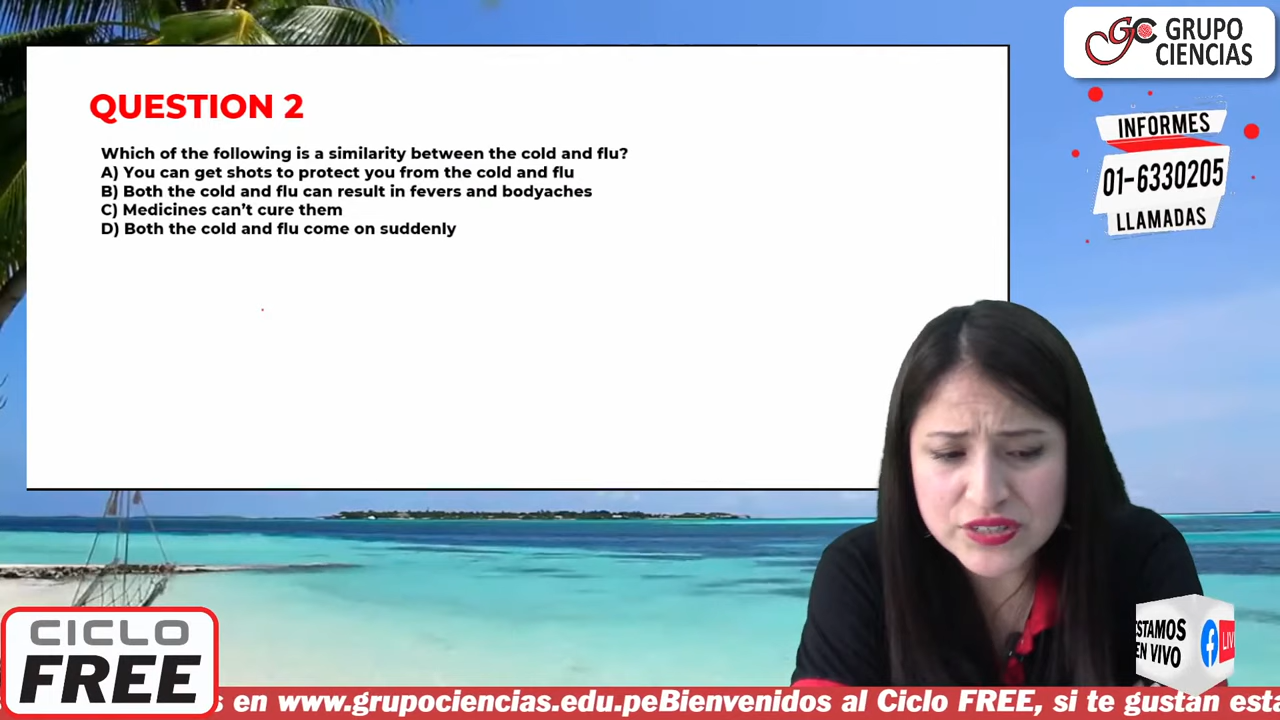 GRUPO
CIENCIAS
INFORMES
01-6330205
LLAMADAS
QUESTION 2
Which of the following is a similarity between the cold and flu?
A) You can get shots to protect you from the cold and flu
B) Both the cold and flu can result in fevers and bodyaches
C) Medicines can’t cure them
D) Both the cold and flu come on suddenly
CICLO
FREE
ESTAMOS
EN VIVO
en www.grupociencias.edu.peBienvenidos al Ciclo FREE, si te gustan